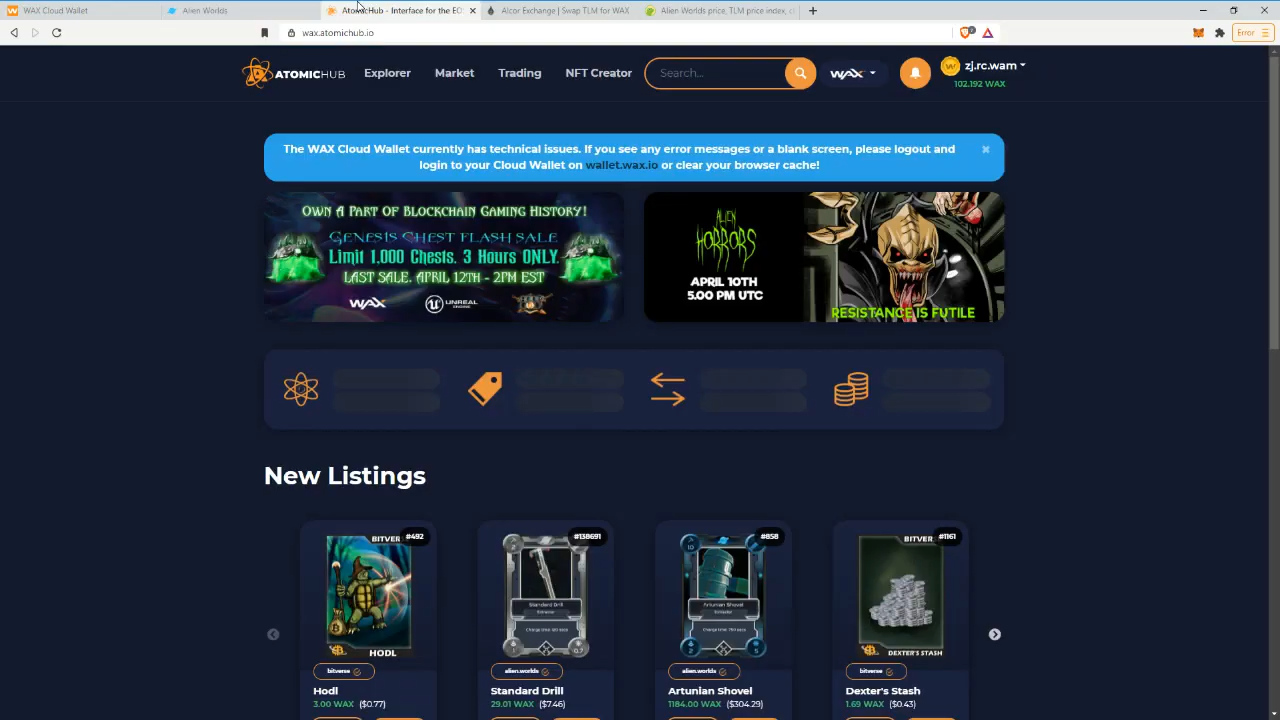 WAX Cloud Wallet
Alien Worlds
AtomicHub - Interface for the EO
Alcor Exchange | Swap TLM for WAX
Alien Worlds price, TLM price index, c
wax.atomichub.io
Error
ATOMICHUB
Explorer
Market
Trading
NFT Creator
Search...
WAX
zj.rc.wam
102.192 WAX
The WAX Cloud Wallet currently has technical issues. If you see any error messages or a blank screen, please logout and
login to your Cloud Wallet on wallet.wax.io or clear your browser cache!
OWN A PART OF BLOCKCHAIN GAMING HISTORY!
GENESIS CHEST FLASH SALE
Limit 1,000 Chests. 3 Hours ONLY.
LAST SALE. APRIL 12TH - 2PM EST
WAX
UNREAL
ALIEN
HORRORS
APRIL 10TH
5.00 PM UTC
RESISTANCE IS FUTILE
New Listings
BITVER
#492
HODL
bitverse
Hodl
3.00 WAX ($0.77)
#138691
Standard Drill
alien.worlds
Standard Drill
29.01 WAX ($7.46)
#858
10
Artunian Shovel
alien.worlds
Artunian Shovel
1184.00 WAX ($304.29)
BITVER
#1161
DEXTER'S STASH
bitverse
Dexter's Stash
1.69 WAX ($0.43)